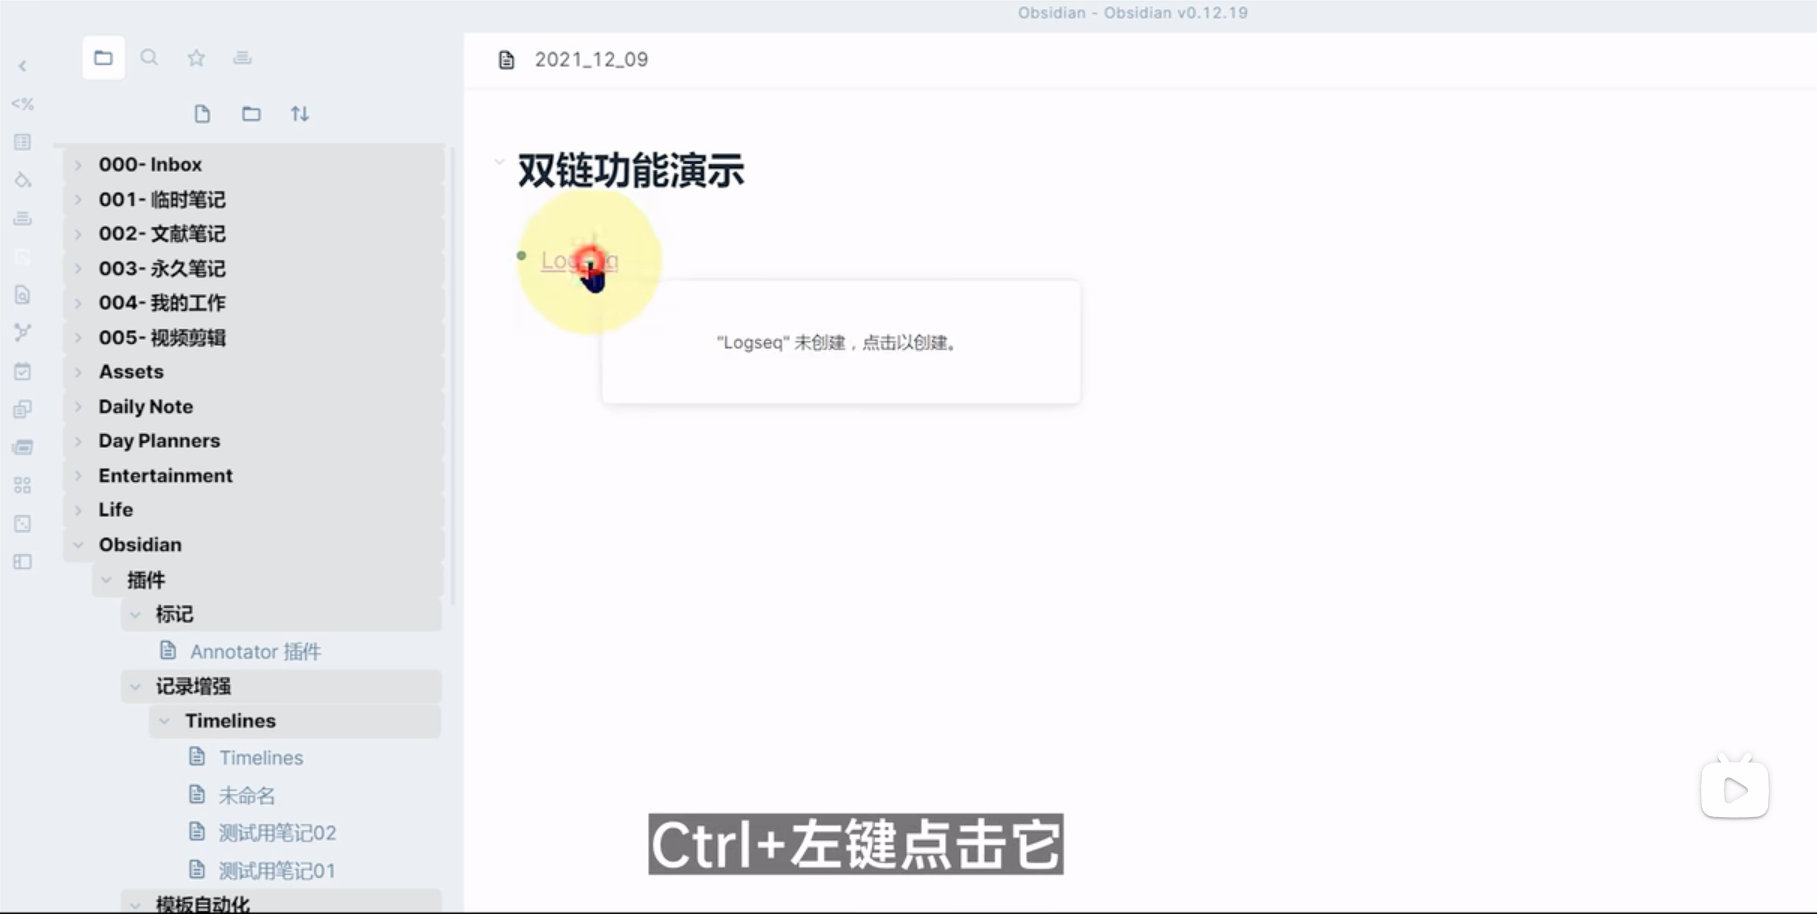 Obsidian - Obsidian v0.12.19
2021_12_09
<%
000- Inbox
001- 临时笔记
002- 文献笔记
003- 永久笔记
004- 我的工作
005- 视频剪辑
Assets
Daily Note
Day Planners
Entertainment
Life
Obsidian
插件
标记
Annotator 插件
记录增强
Timelines
Timelines
未命名
测试用笔记02
测试用笔记01
模板自动化
双链功能演示
Logseq
"Logseq" 未创建，点击以创建。
Ctrl+左键点击它